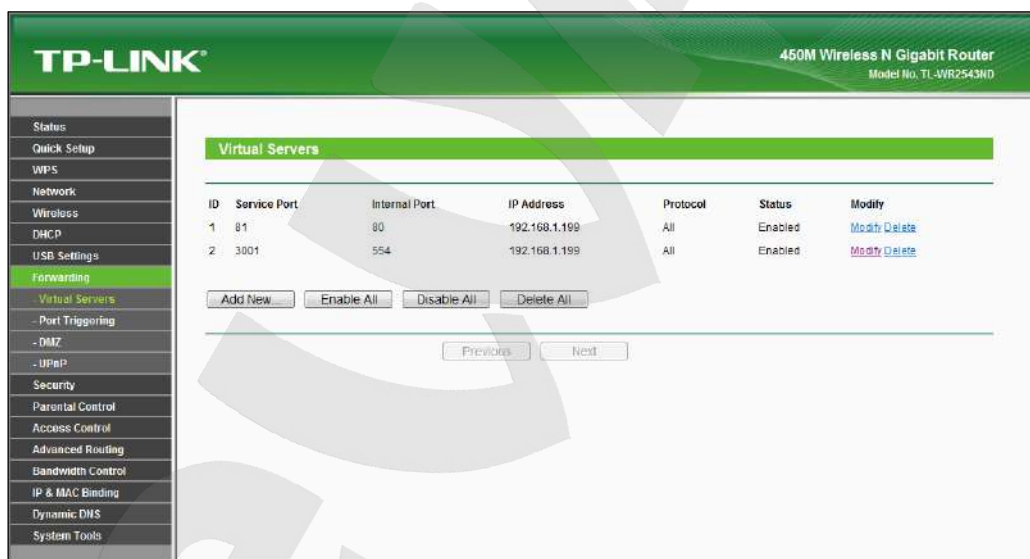 TP-LINK®
450M Wireless N Gigabit Router
Model No. TL-WR2543ND
Status
Quick Setup
WPS
Network
Wireless
DHCP
USB Settings
Forwarding
- Virtual Servers
- Port Triggering
- DMZ
- UPnP
Security
Parental Control
Access Control
Advanced Routing
Bandwidth Control
IP & MAC Binding
Dynamic DNS
System Tools
Virtual Servers
ID Service Port Internal Port IP Address Protocol Status Modify
1 81 80 192.168.1.199 All Enabled Modify Delete
2 3001 554 192.168.1.199 All Enabled Modify Delete
Add New... Enable All Disable All Delete All
Previous Next